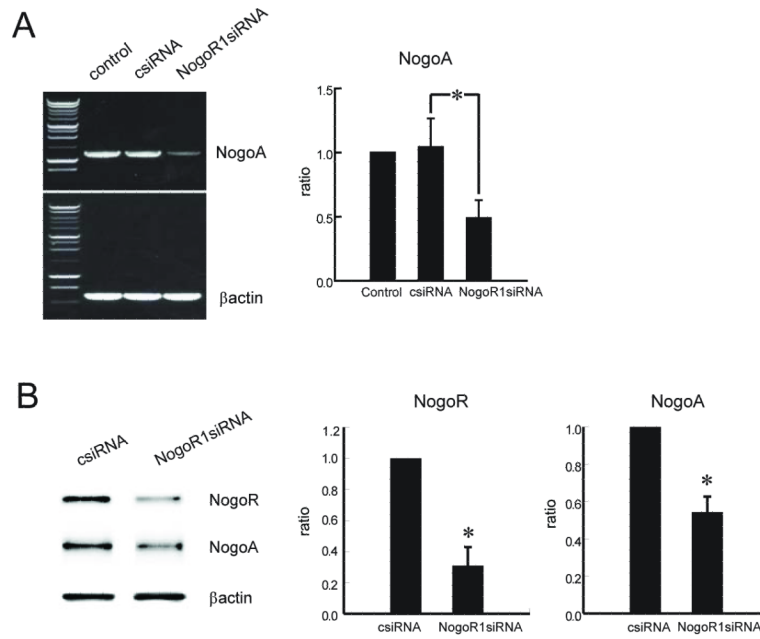 A
control
csiRNA
NogoR1siRNA
NogoA
βactin
NogoA
1.5
1.0
0.5
0.0
ratio
*
Control
csiRNA
NogoR1siRNA
B
csiRNA
NogoR1siRNA
NogoR
NogoA
βactin
NogoR
1.2
1.0
0.8
0.6
0.4
0.2
0
ratio
*
csiRNA
NogoR1siRNA
NogoA
1.0
0.8
0.6
0.4
0.2
0
ratio
*
csiRNA
NogoR1siRNA